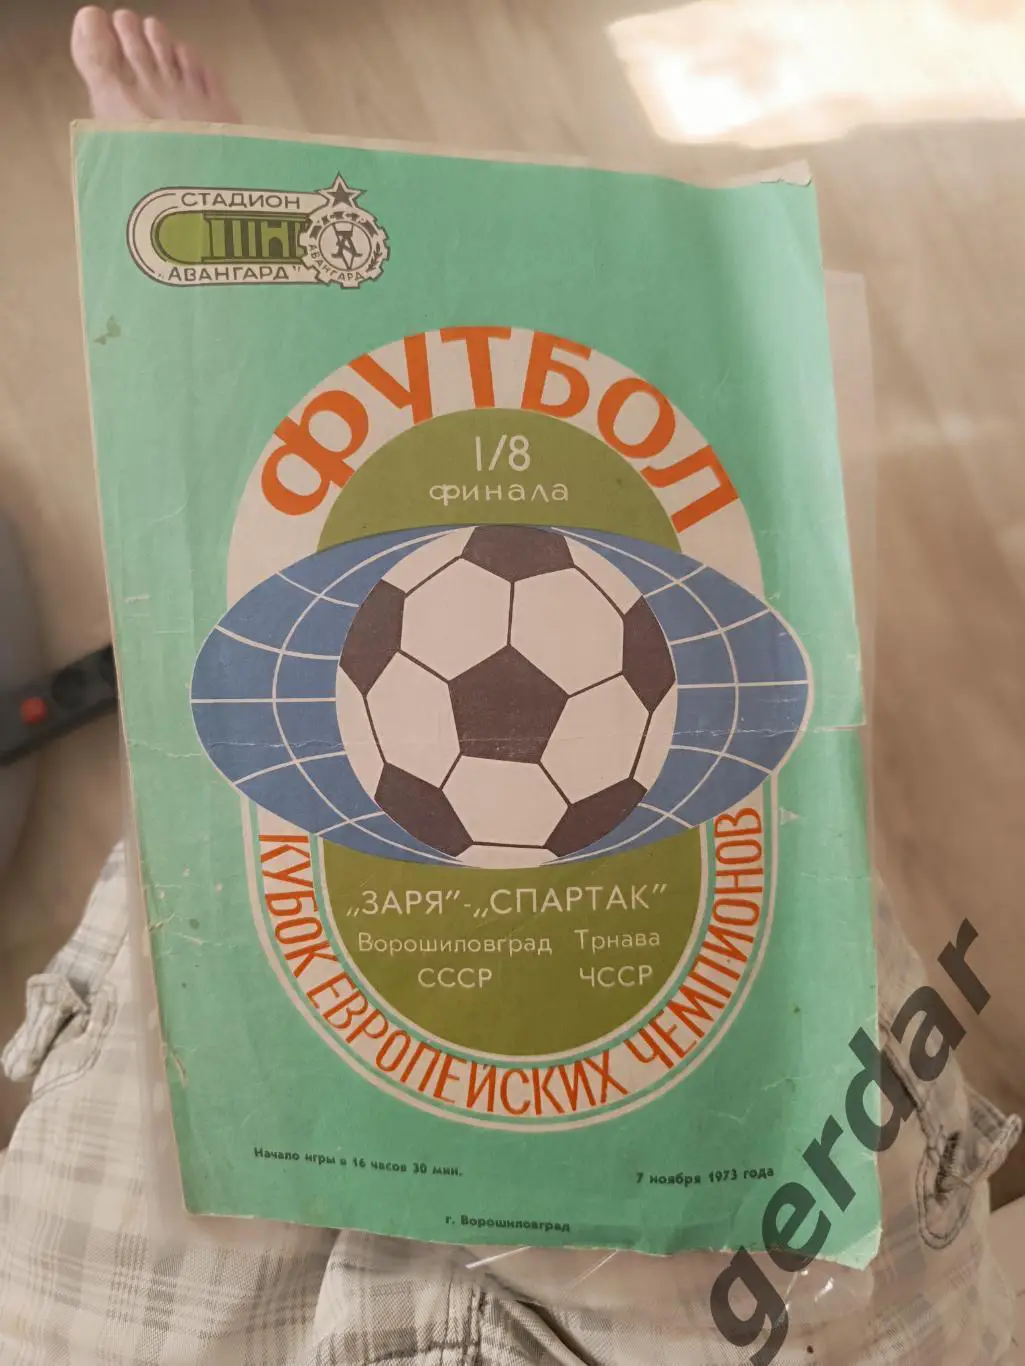 СТАДИОН
„АВАНГАРД"
АВАНГАРД
ФУТБОЛ
1/8
финала
„ЗАРЯ"-„СПАРТАК"
Ворошиловград Трнава
СССР ЧССР
КУБОК ЕВРОПЕЙСКИХ ЧЕМПИОНОВ
Начало игры в 16 часов 30 мин.
7 ноября 1973 года
г. Ворошиловград
gerdar